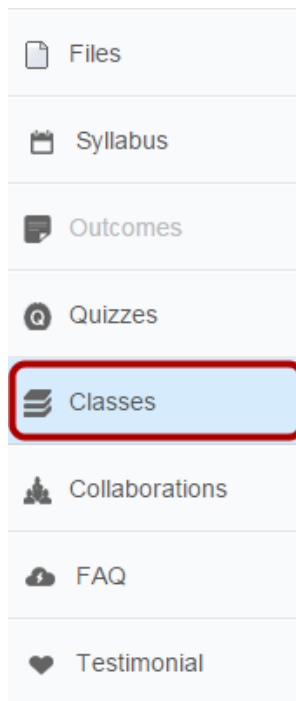 Files
Syllabus
Outcomes
Quizzes
Classes
Collaborations
FAQ
Testimonial